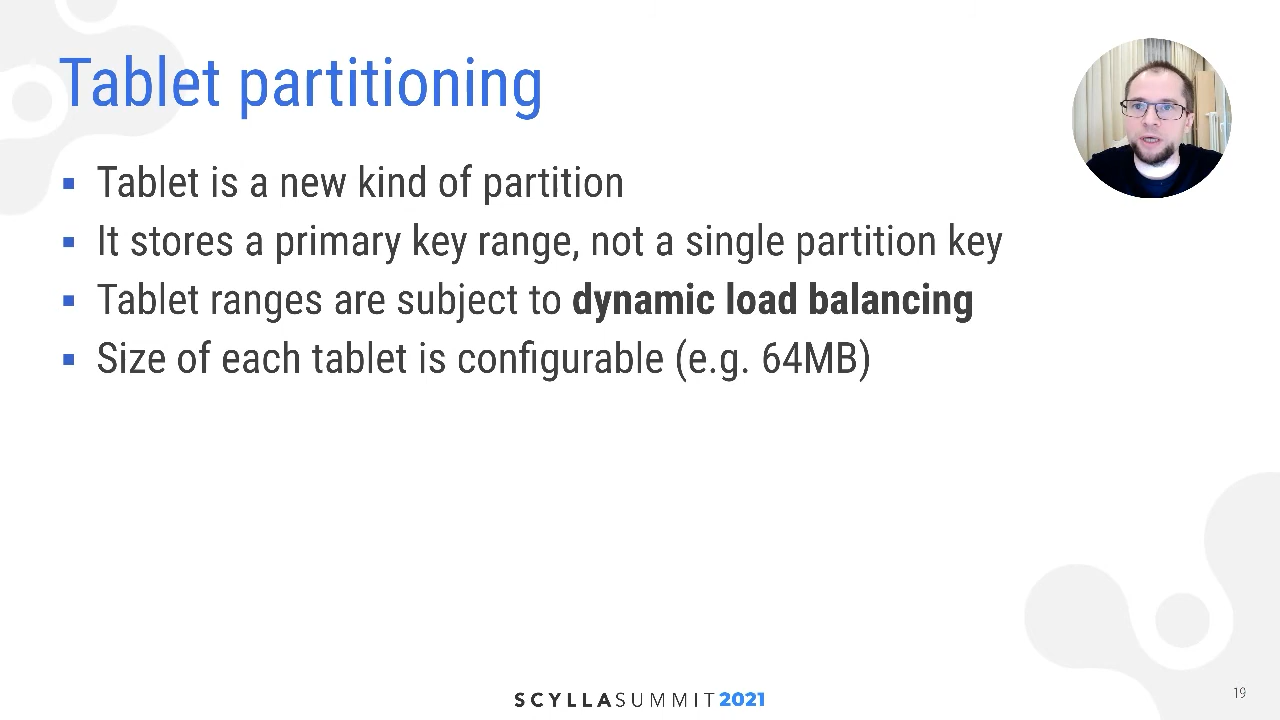 Tablet partitioning
▪ Tablet is a new kind of partition
▪ It stores a primary key range, not a single partition key
▪ Tablet ranges are subject to dynamic load balancing
▪ Size of each tablet is configurable (e.g. 64MB)
SCYLLASUMMIT2021
19